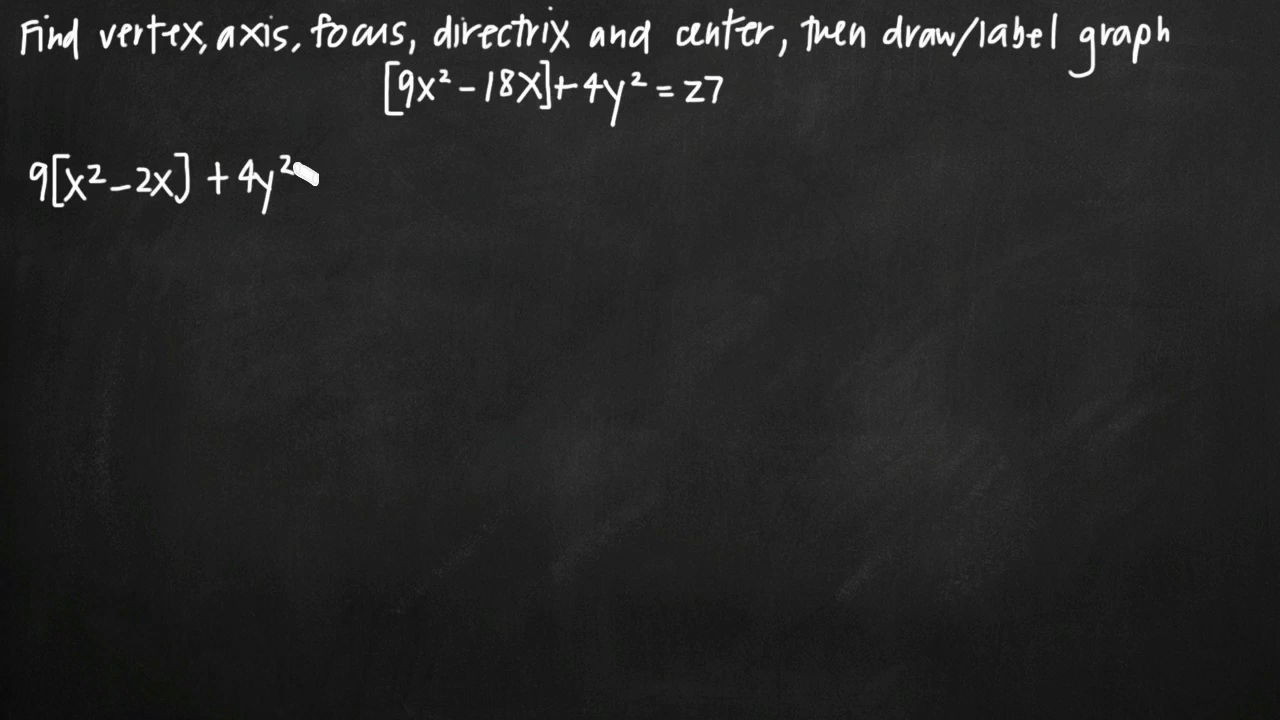 Find vertex, axis, focus, directrix and center, then draw/label graph
[9x² - 18x] + 4y² = 27
9[x² - 2x] + 4y²